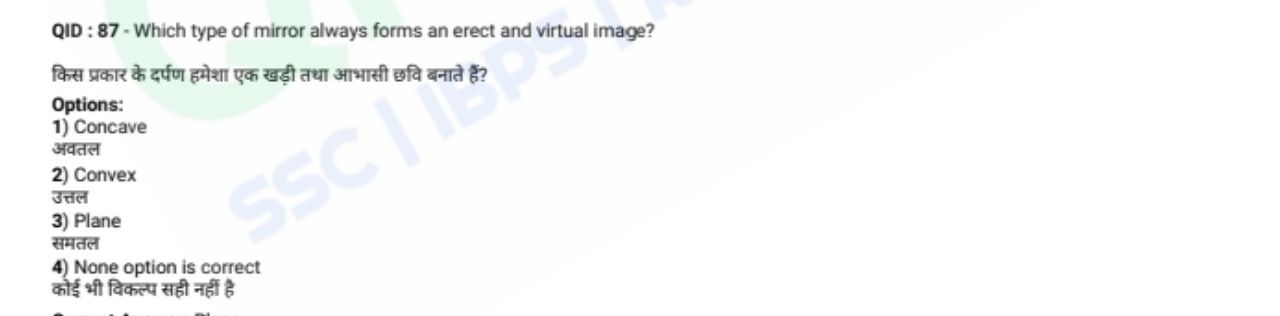 QID : 87 - Which type of mirror always forms an erect and virtual image?
किस प्रकार के दर्पण हमेशा एक खड़ी तथा आभासी छवि बनाते हैं?
Options:
1) Concave
अवतल
2) Convex
उत्तल
3) Plane
समतल
4) None option is correct
कोई भी विकल्प सही नहीं है
SSC | IBPS |